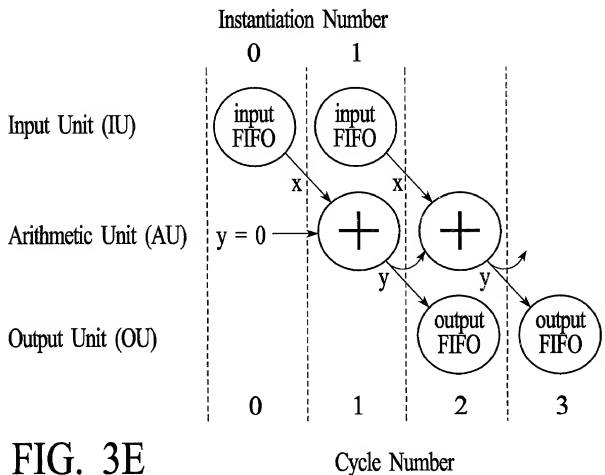 Instantiation Number
0 1
Input Unit (IU)
input
FIFO
input
FIFO
x
x
Arithmetic Unit (AU)
y = 0
+
+
y
y
Output Unit (OU)
output
FIFO
output
FIFO
0 1 2 3
FIG. 3E
Cycle Number